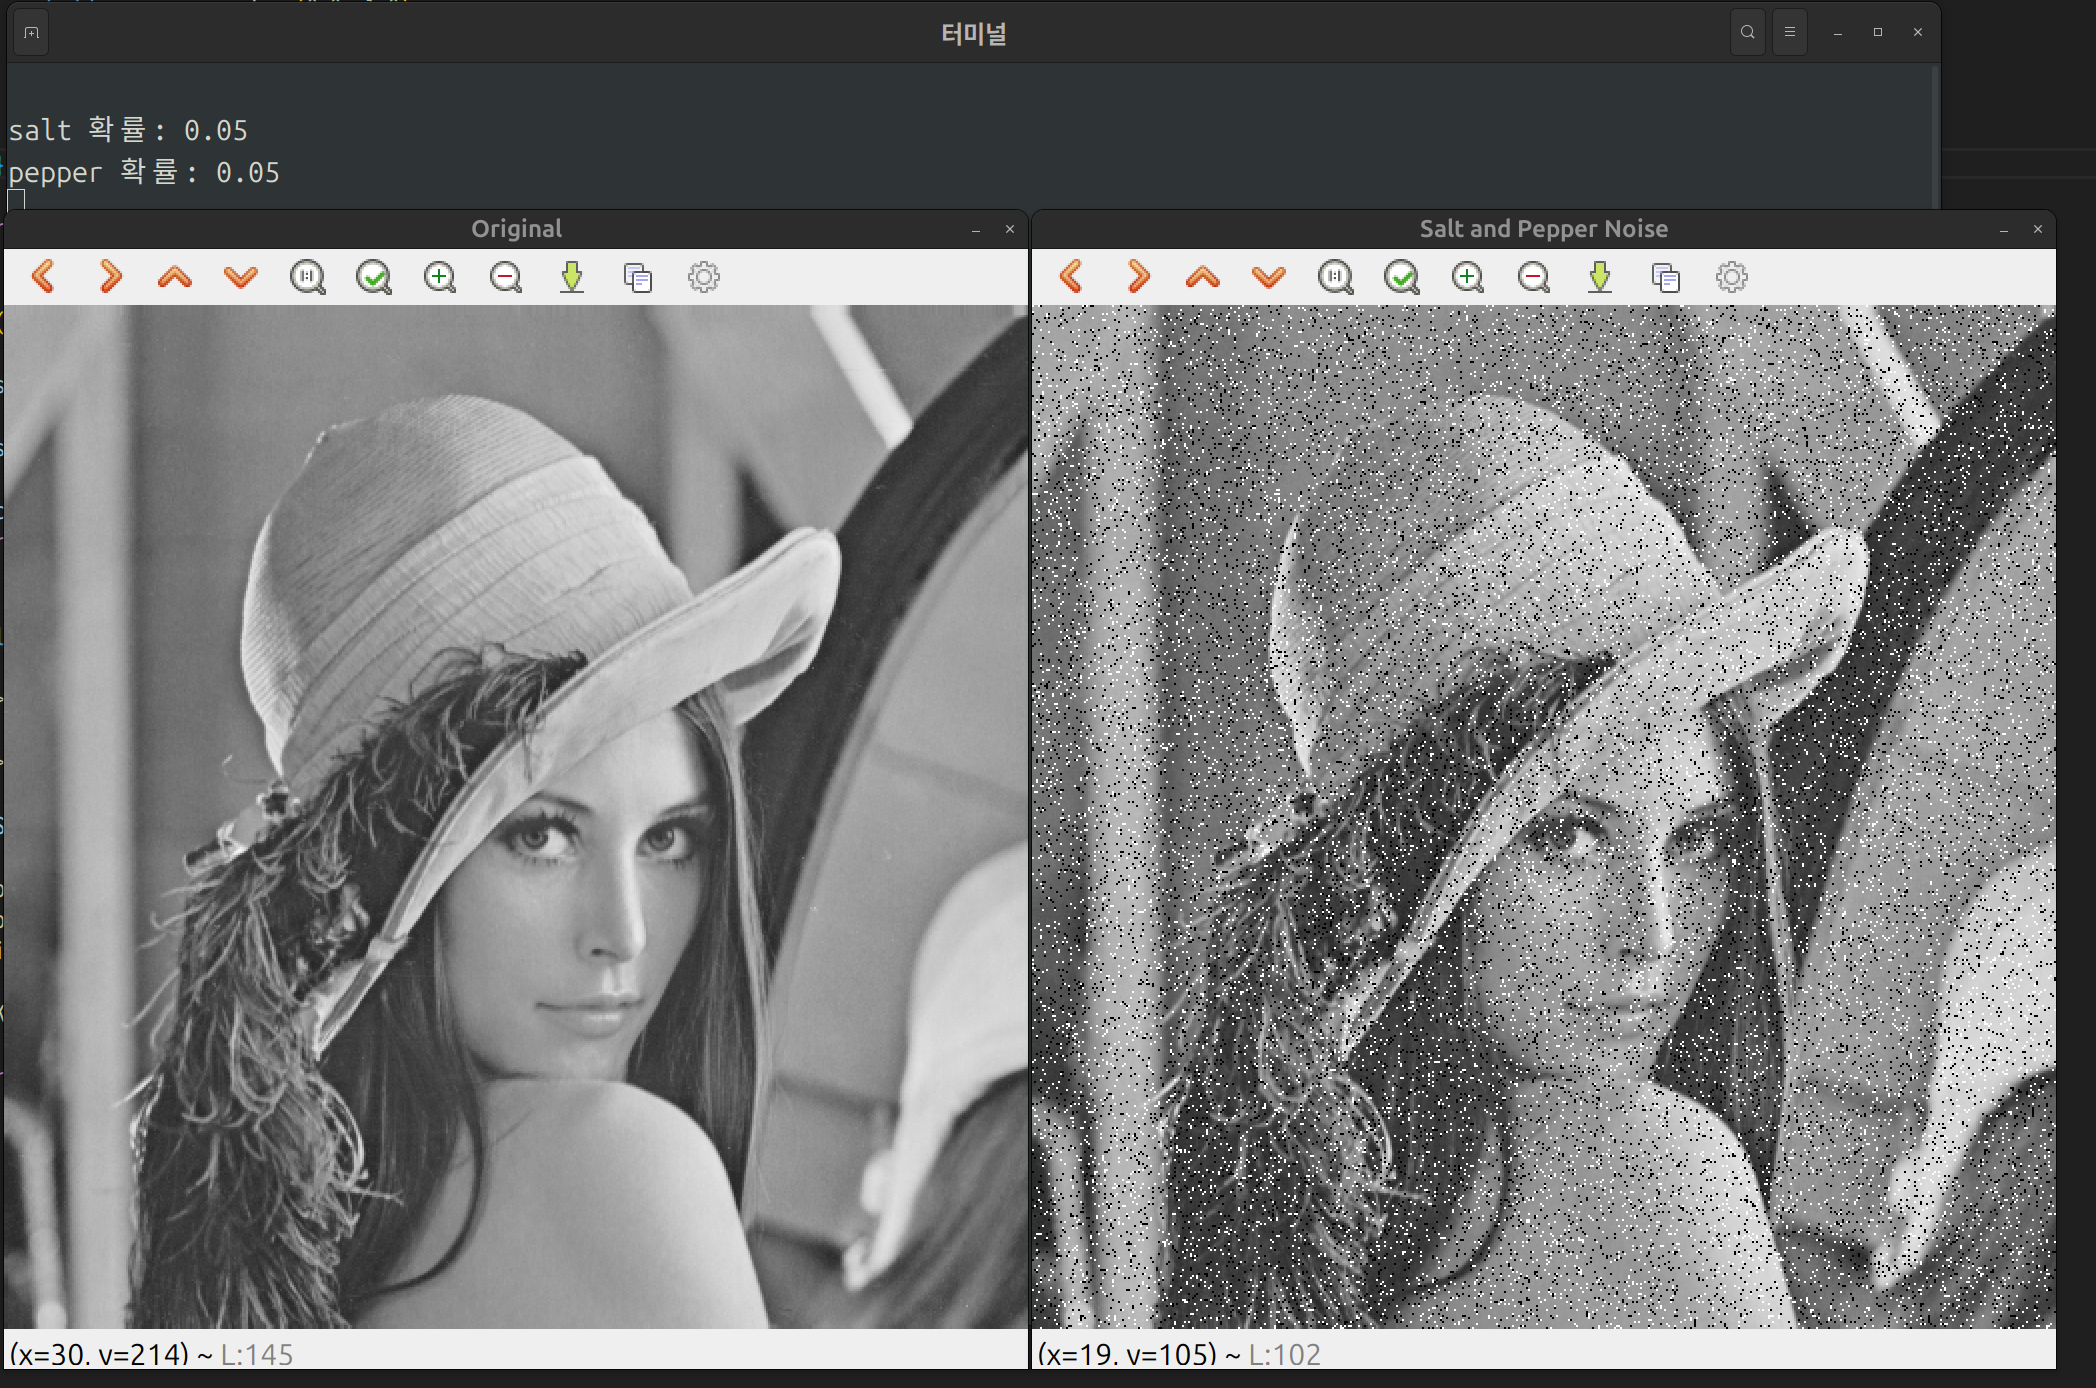 터미널
salt 확률: 0.05
pepper 확률: 0.05
Original
Salt and Pepper Noise
(x=30, y=214) ~ L:145
(x=19, y=105) ~ L:102